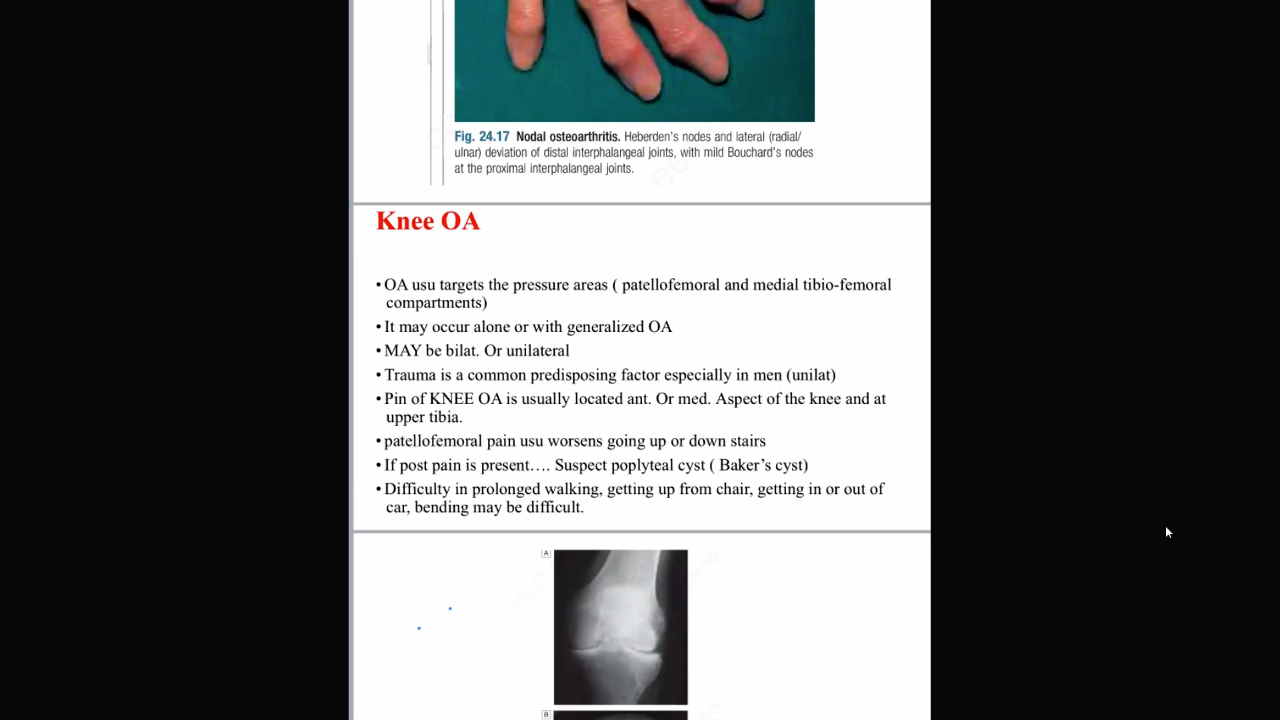 Fig. 24.17 Nodal osteoarthritis. Heberden's nodes and lateral (radial/
ulnar) deviation of distal interphalangeal joints, with mild Bouchard's nodes
at the proximal interphalangeal joints.
Knee OA
• OA usu targets the pressure areas ( patellofemoral and medial tibio-femoral
compartments)
• It may occur alone or with generalized OA
• MAY be bilat. Or unilateral
• Trauma is a common predisposing factor especially in men (unilat)
• Pin of KNEE OA is usually located ant. Or med. Aspect of the knee and at
upper tibia.
• patellofemoral pain usu worsens going up or down stairs
• If post pain is present…. Suspect poplyteal cyst ( Baker’s cyst)
• Difficulty in prolonged walking, getting up from chair, getting in or out of
car, bending may be difficult.
A
B